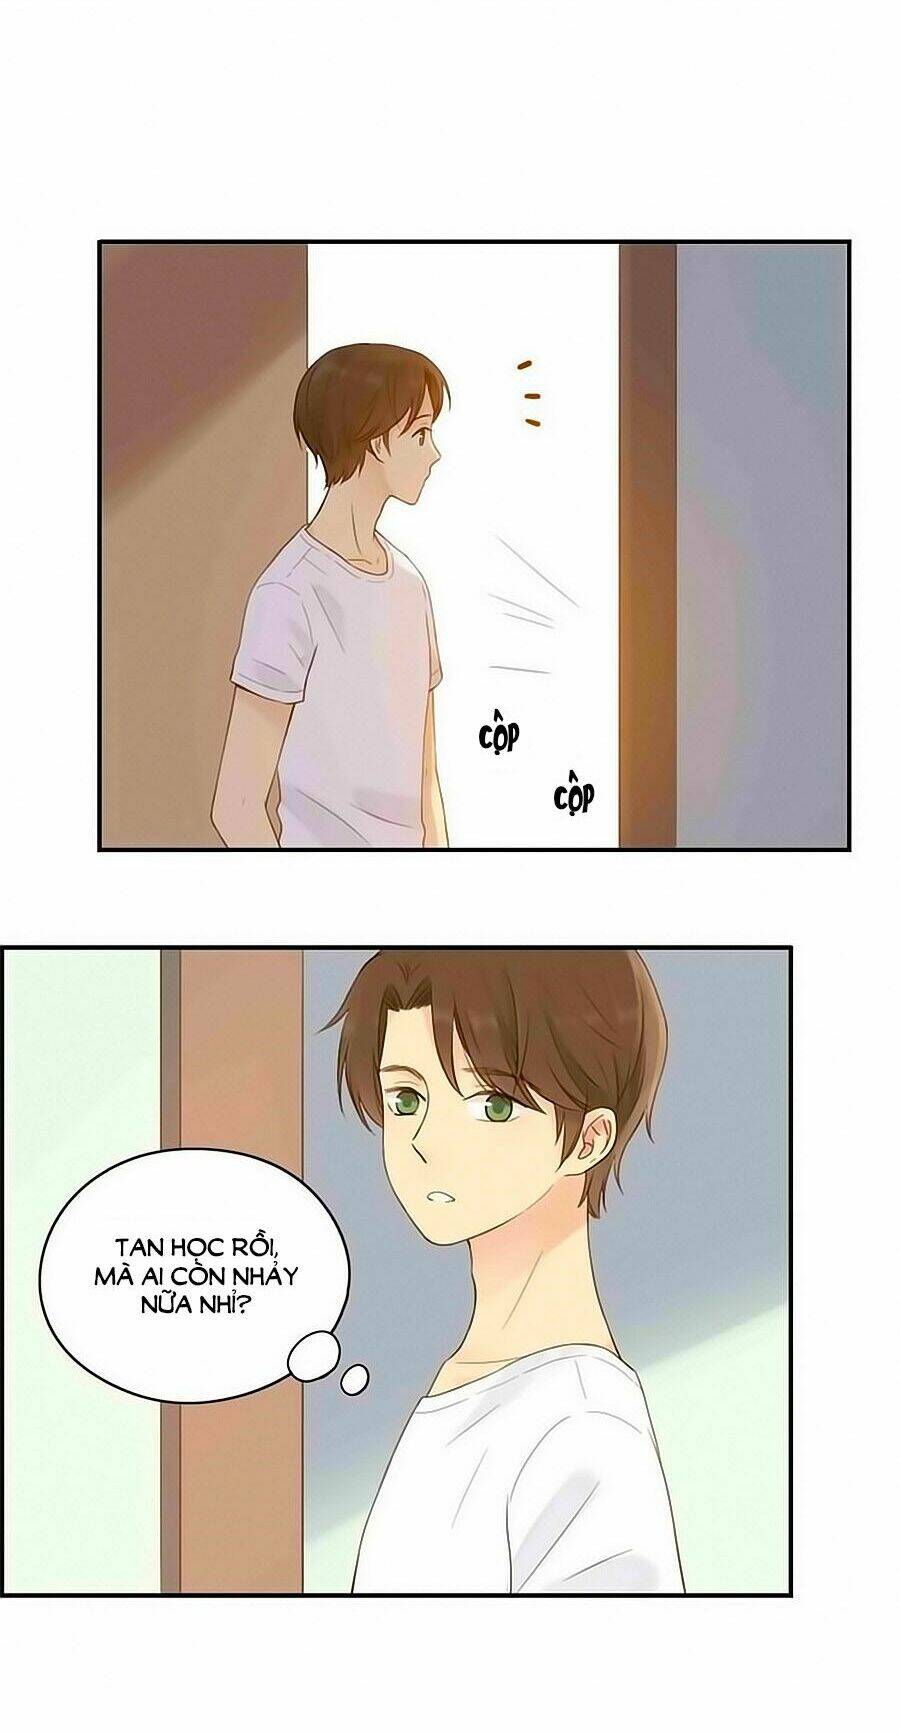 CỘP
CỘP
TAN HỌC RỒI,
MÀ AI CÒN NHẢY
NỮA NHỈ?